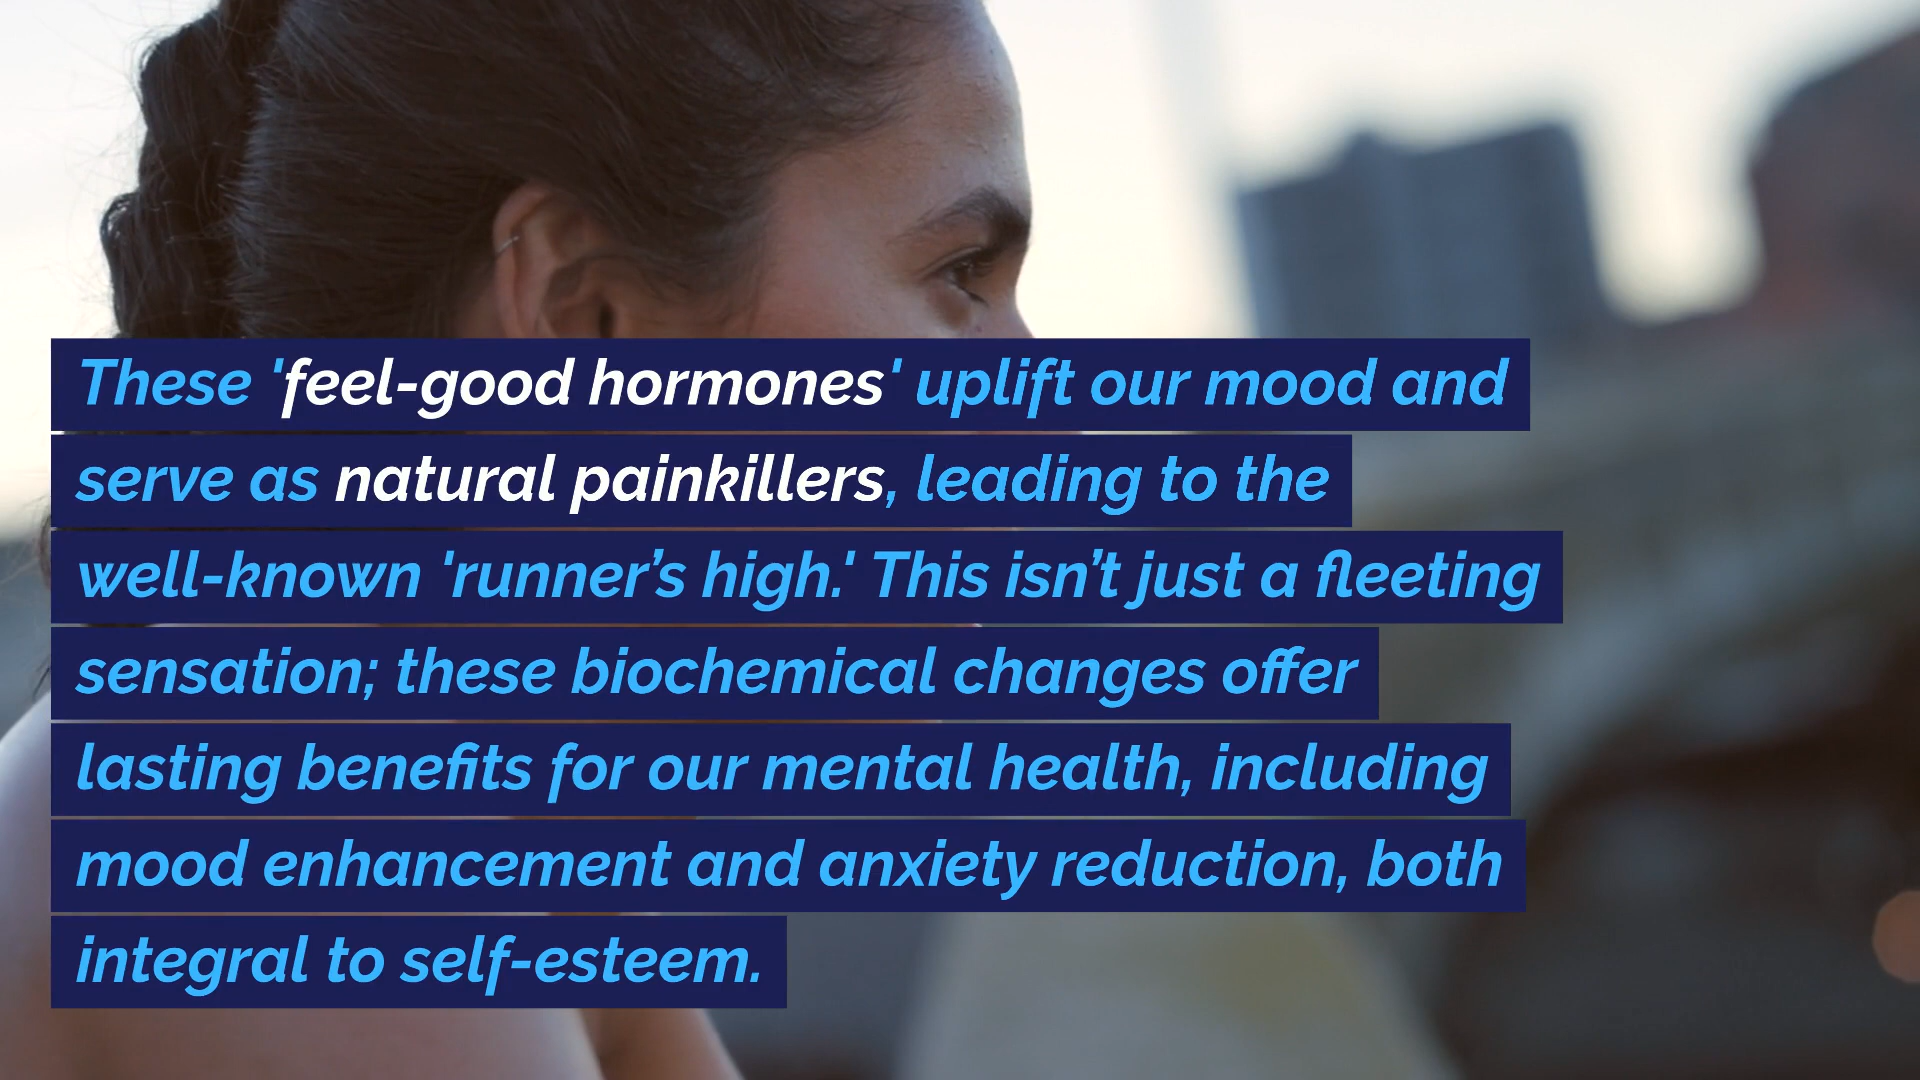 These 'feel-good hormones' uplift our mood and
serve as natural painkillers, leading to the
well-known 'runner’s high.' This isn’t just a fleeting
sensation; these biochemical changes offer
lasting benefits for our mental health, including
mood enhancement and anxiety reduction, both
integral to self-esteem.